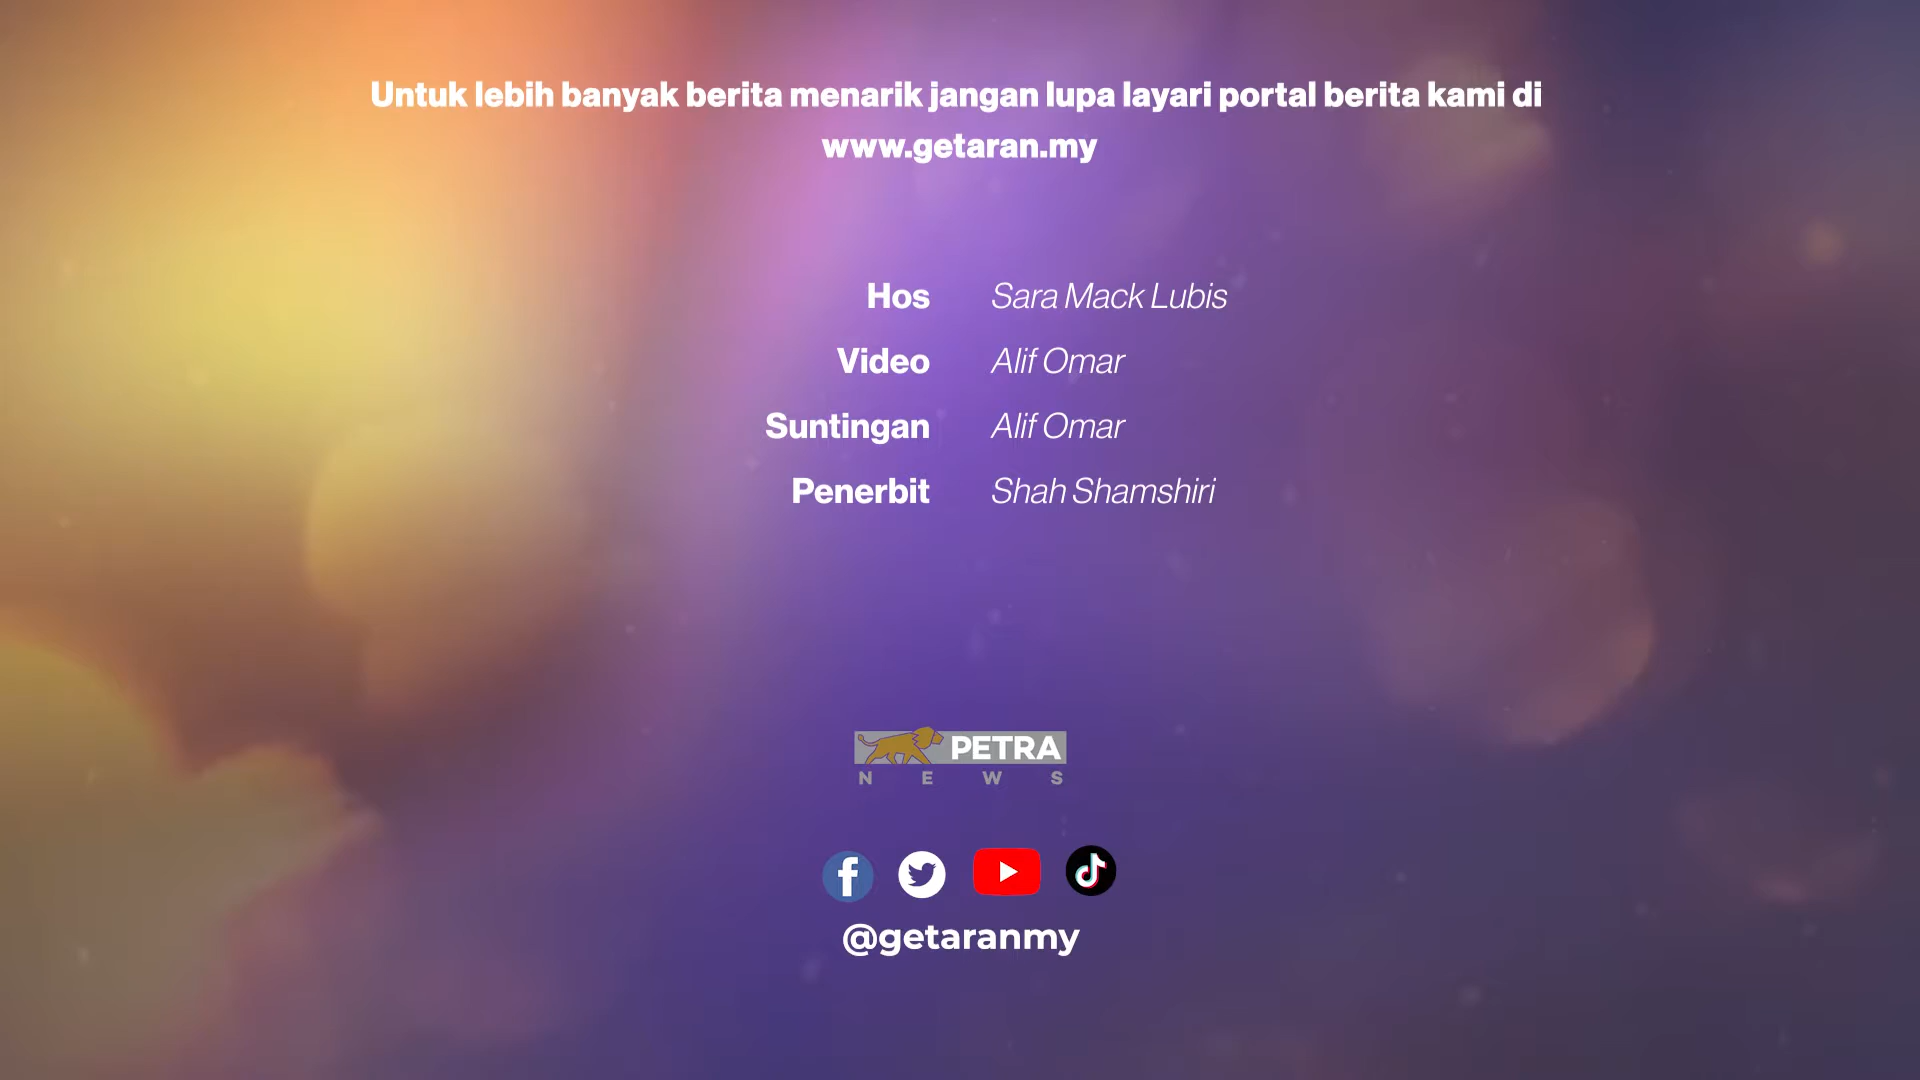 Untuk lebih banyak berita menarik jangan lupa layari portal berita kami di
www.getaran.my
Hos Sara Mack Lubis
Video Alif Omar
Suntingan Alif Omar
Penerbit Shah Shamshiri
PETRA
NEWS
@getaranmy